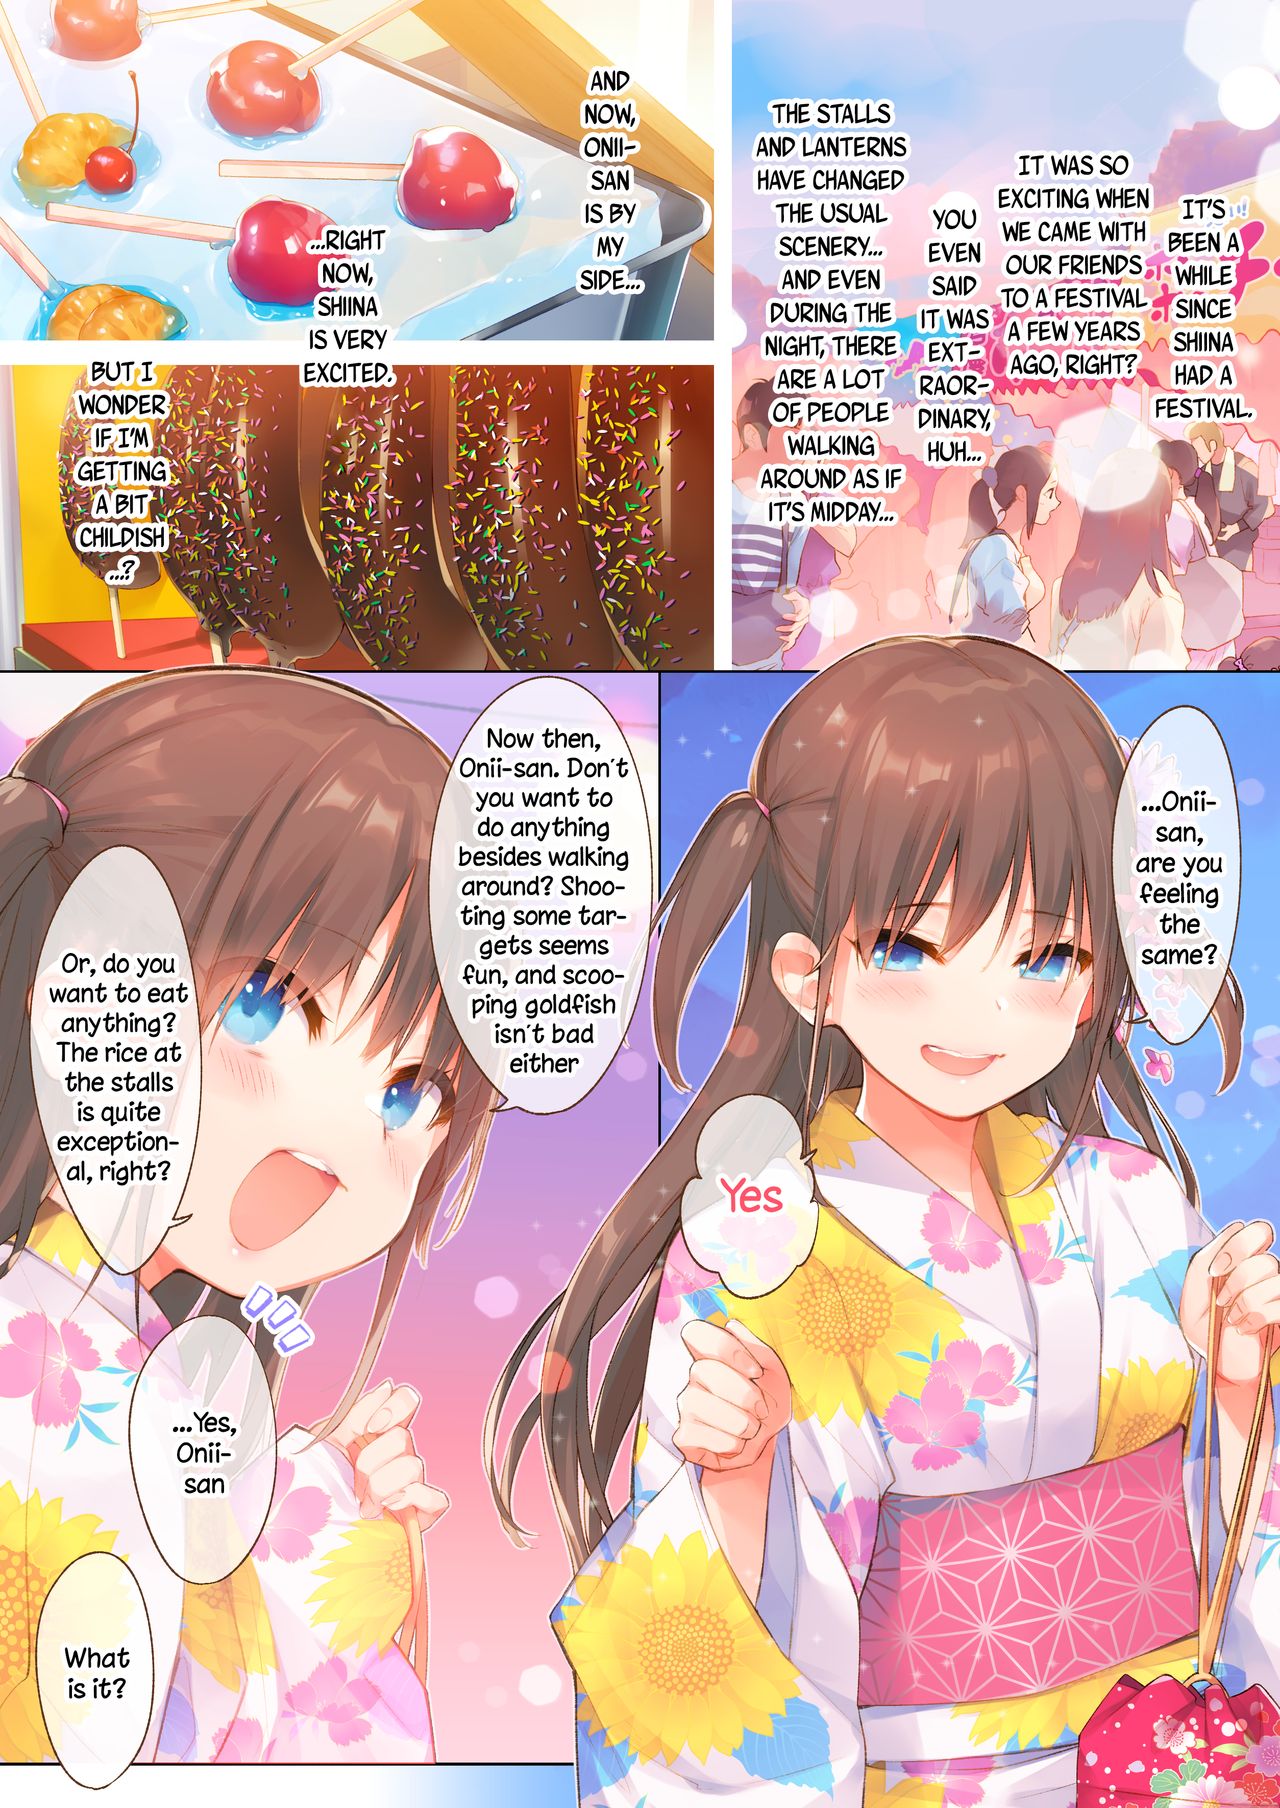 IT'S
BEEN A
WHILE
SINCE
SHIINA
HAD A
FESTIVAL.
IT WAS SO
EXCITING WHEN
WE CAME WITH
OUR FRIENDS
TO A FESTIVAL
A FEW YEARS
AGO, RIGHT?
YOU
EVEN
SAID
IT WAS
EXT-
RAOR-
DINARY,
HUH...
THE STALLS
AND LANTERNS
HAVE CHANGED
THE USUAL
SCENERY...
AND EVEN
DURING THE
NIGHT, THERE
ARE A LOT
OF PEOPLE
WALKING
AROUND AS IF
IT'S MIDDAY...
AND
NOW,
ONII-
SAN
IS BY
MY
SIDE...
...RIGHT
NOW,
SHIINA
IS VERY
EXCITED.
BUT I
WONDER
IF I'M
GETTING
A BIT
CHILDISH
...?
...Onii-
san,
are you
feeling
the
same?
Yes
Now then,
Onii-san. Don't
you want to
do anything
besides walking
around? Shoo-
ting some tar-
gets seems
fun, and scoo-
ping goldfish
isn't bad
either
Or, do you
want to eat
anything?
The rice at
the stalls
is quite
exception-
al, right?
...Yes,
Onii-
san
What
is it?